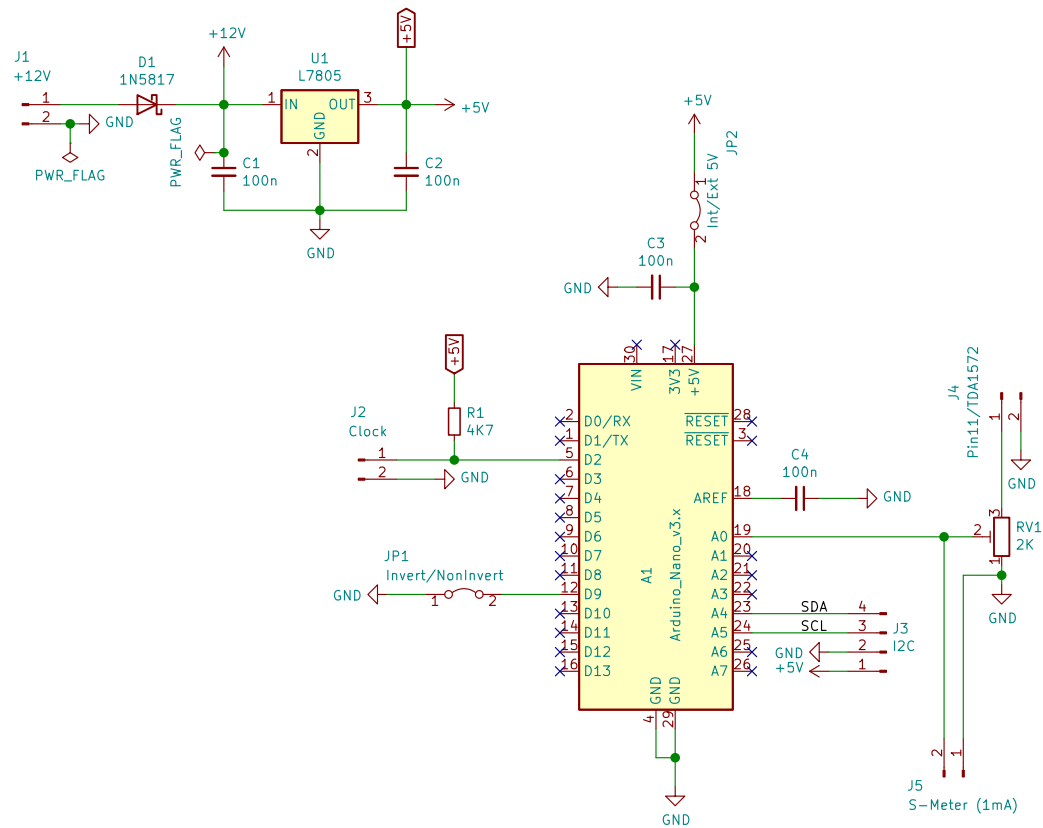 J1
+12V
1
2
PWR_FLAG
GND
D1
1N5817
+12V
PWR_FLAG
C1
100n
U1
L7805
1
IN
OUT
3
GND
2
GND
+5V
+5V
C2
100n
+5V
JP2
Int/Ext 5V
1
2
C3
100n
GND
+5V
R1
4K7
J2
Clock
1
2
GND
JP1
Invert/NonInvert
GND
1
2
30
VIN
17
3V3
27
+5V
2
D0/RX
1
D1/TX
5
D2
6
D3
7
D4
8
D5
9
D6
10
D7
11
D8
12
D9
13
D10
14
D11
15
D12
16
D13
A1
Arduino_Nano_v3.x
RESET
28
RESET
3
AREF
18
A0
19
A1
20
A2
21
A3
22
A4
23
A5
24
A6
25
A7
26
GND
4
GND
29
GND
C4
100n
GND
SDA
4
SCL
3
GND
2
+5V
1
J3
I2C
J4
Pin11/TDA1572
1
2
GND
3
2
1
RV1
2K
GND
2
1
J5
S-Meter (1mA)